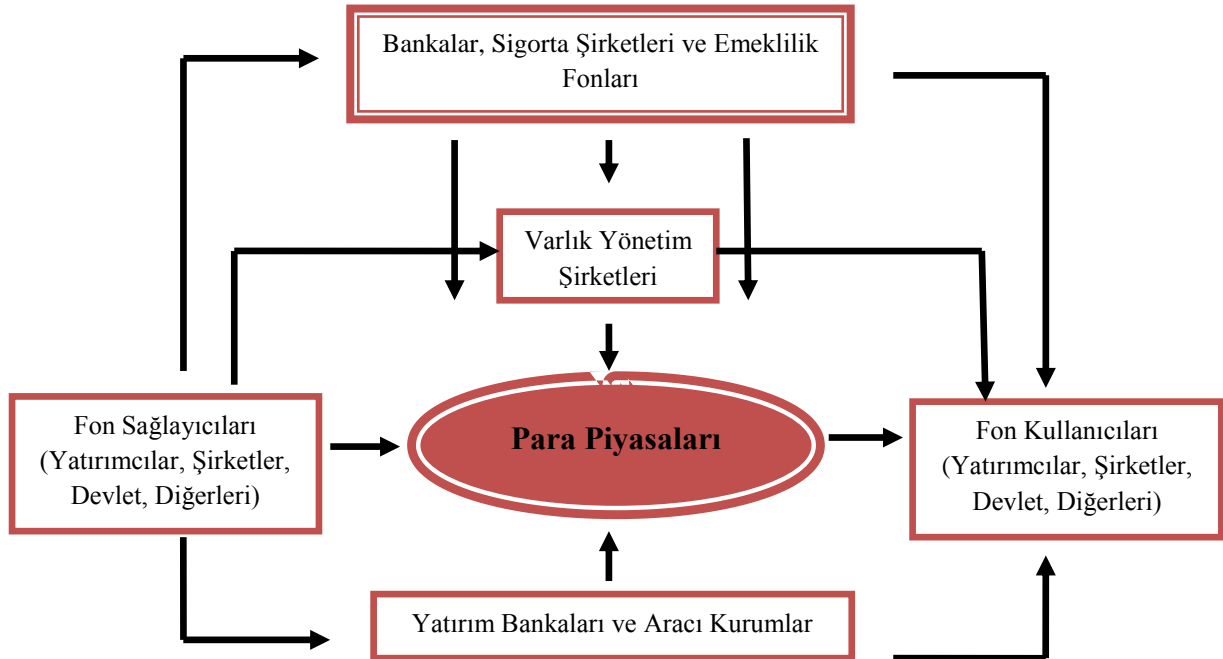 Bankalar, Sigorta Şirketleri ve Emeklilik
Fonları
Varlık Yönetim
Şirketleri
Fon Sağlayıcıları
(Yatırımcılar, Şirketler,
Devlet, Diğerleri)
Para Piyasaları
Fon Kullanıcıları
(Yatırımcılar, Şirketler,
Devlet, Diğerleri)
Yatırım Bankaları ve Aracı Kurumlar